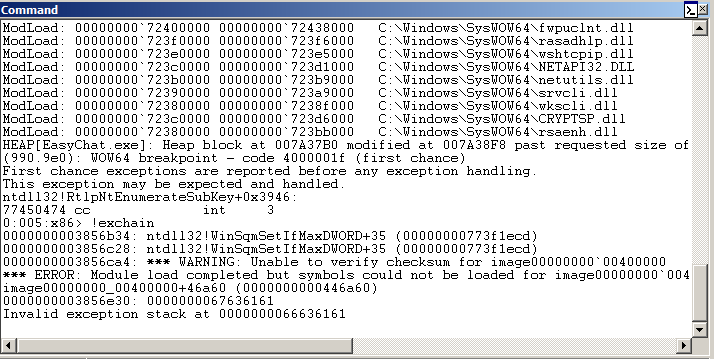 Command
ModLoad: 00000000`72400000 00000000`72438000   C:\Windows\SysWOW64\fwpuclnt.dll
ModLoad: 00000000`723f0000 00000000`723f6000   C:\Windows\SysWOW64\rasadhlp.dll
ModLoad: 00000000`723e0000 00000000`723e5000   C:\Windows\SysWOW64\wshtcpip.dll
ModLoad: 00000000`723c0000 00000000`723d1000   C:\Windows\SysWOW64\NETAPI32.DLL
ModLoad: 00000000`723b0000 00000000`723b9000   C:\Windows\SysWOW64\netutils.dll
ModLoad: 00000000`72390000 00000000`723a9000   C:\Windows\SysWOW64\srvcli.dll
ModLoad: 00000000`72380000 00000000`7238f000   C:\Windows\SysWOW64\wkscli.dll
ModLoad: 00000000`723c0000 00000000`723d6000   C:\Windows\SysWOW64\CRYPTSP.dll
ModLoad: 00000000`72380000 00000000`723bb000   C:\Windows\SysWOW64\rsaenh.dll
HEAP[EasyChat.exe]: Heap block at 007A37B0 modified at 007A38F8 past requested size of
(990.9e0): WOW64 breakpoint - code 4000001f (first chance)
First chance exceptions are reported before any exception handling.
This exception may be expected and handled.
ntdll32!RtlpNtEnumerateSubKey+0x3946:
77450474 cc              int     3
0:005:x86> !exchain
0000000003856b34: ntdll32!WinSqmSetIfMaxDWORD+35 (00000000773f1ecd)
0000000003856c28: ntdll32!WinSqmSetIfMaxDWORD+35 (00000000773f1ecd)
0000000003856ca4: *** WARNING: Unable to verify checksum for image00000000`00400000
*** ERROR: Module load completed but symbols could not be loaded for image00000000`004
image00000000_00400000+46a60 (0000000000446a60)
0000000003856e30: 0000000067636161
Invalid exception stack at 0000000066636161